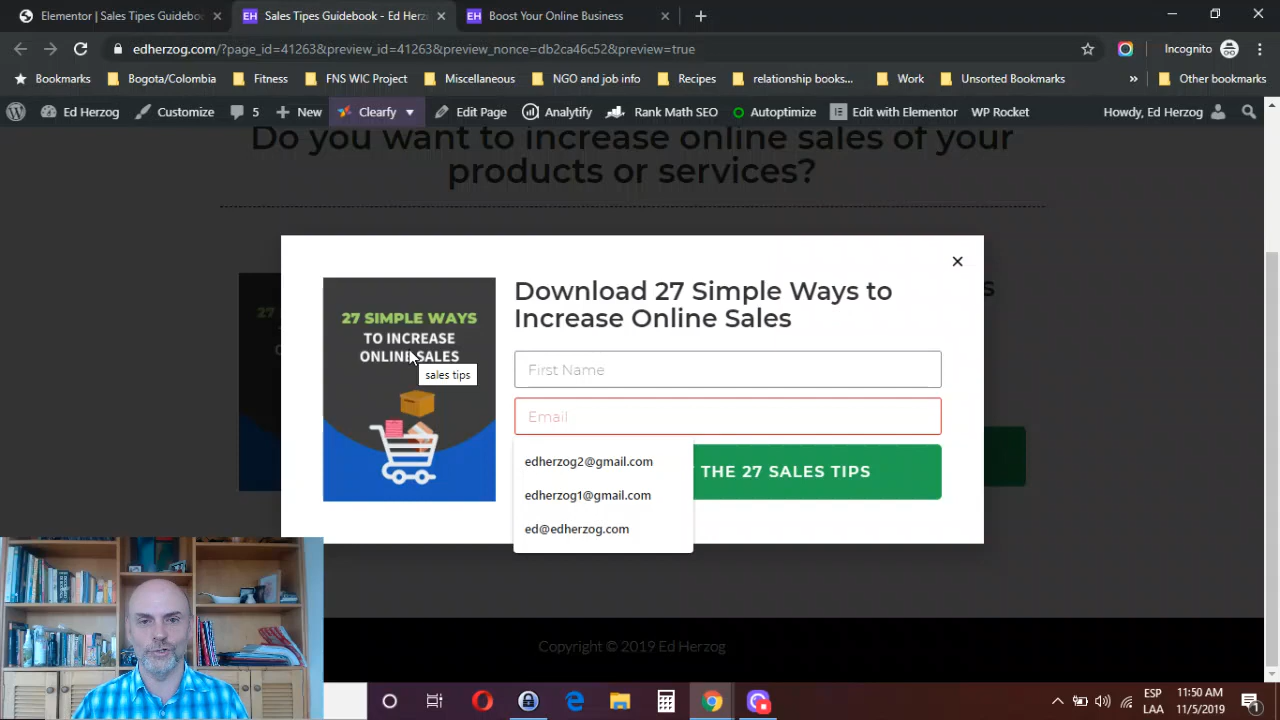 Elementor | Sales Tipes Guidebook
Sales Tipes Guidebook - Ed Herzog
Boost Your Online Business
edherzog.com/?page_id=41263&preview_id=41263&preview_nonce=db2ca46c52&preview=true
Incognito
Bookmarks
Bogota/Colombia
Fitness
FNS WIC Project
Miscellaneous
NGO and job info
Recipes
relationship books...
Work
Unsorted Bookmarks
»
Other bookmarks
Ed Herzog
Customize
5
New
Clearfy
Edit Page
Analytify
Rank Math SEO
Autoptimize
Edit with Elementor
WP Rocket
Howdy, Ed Herzog
Do you want to increase online sales of your
products or services?
27 SIMPLE WAYS
TO INCREASE
ONLINE SALES
sales tips
Download 27 Simple Ways to
Increase Online Sales
First Name
Email
edherzog2@gmail.com
edherzog1@gmail.com
ed@edherzog.com
THE 27 SALES TIPS
Copyright © 2019 Ed Herzog
ESP
LAA
11:50 AM
11/5/2019
1